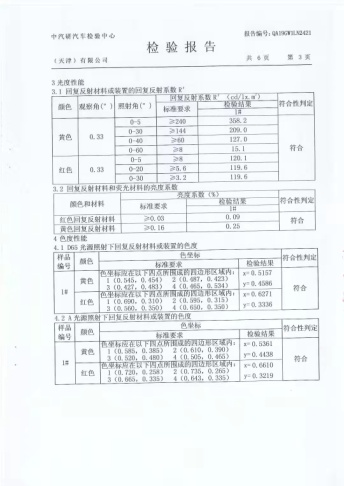 中汽研汽车检验中心
报告编号: QA19GW1LN2421
检 验 报 告
(天津)有限公司
共 6 页 第 3 页
3 光度性能
3.1 回复反射材料或装置的回复反射系数 R'
颜色 观察角(°) 照射角(°) 回复反射系数 R' (cd/lx.m²) 符合性判定
标准要求 检验结果
1#
黄色 0.33 0-5 ≥240 358.2 符合
0-30 ≥144 209.0
0-40 ≥60 127.0
0-60 ≥8 15.1
红色 0.33 0-5 ≥8 120.1
0-20 ≥5.6 119.6
0-30 ≥3.2 119.6
3.2 回复反射材料和荧光材料的亮度系数
颜色和材料 亮度系数 (%) 符合性判定
标准要求 检验结果
1#
红色回复反射材料 ≥0.03 0.09 符合
黄色回复反射材料 ≥0.16 0.25
4 色度性能
4.1 D65 光源照射下回复反射材料或装置的色度
样品编号 颜色 色坐标 符合性判定
标准要求 检验结果
1# 黄色 色坐标应在以下四点所围成的四边形区域内: x=0.5157 符合
1 (0.545, 0.454) 2 (0.487, 0.423)
3 (0.427, 0.483) 4 (0.465, 0.534) y=0.4586
红色 色坐标应在以下四点所围成的四边形区域内: x=0.6271
1 (0.690, 0.310) 2 (0.595, 0.315)
3 (0.560, 0.350) 4 (0.650, 0.350) y=0.3336
4.2 A 光源照射下回复反射材料或装置的色度
样品编号 颜色 色坐标 符合性判定
标准要求 检验结果
1# 黄色 色坐标应在以下四点所围成的四边形区域内: x=0.5361 符合
1 (0.585, 0.385) 2 (0.610, 0.390)
3 (0.520, 0.480) 4 (0.505, 0.465) y=0.4438
红色 色坐标应在以下四点所围成的四边形区域内: x=0.6610
1 (0.720, 0.258) 2 (0.735, 0.265)
3 (0.665, 0.335) 4 (0.643, 0.335) y=0.3219